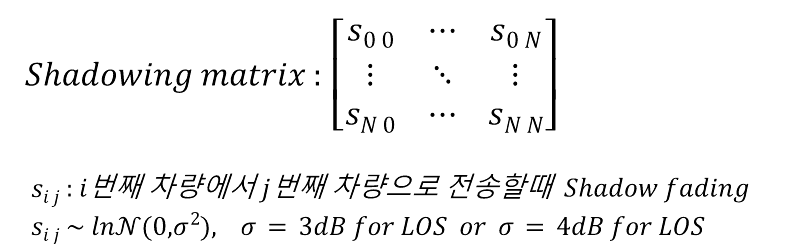 Shadowing matrix : [ s_{0 0} ⋯ s_{0 N}
⋮ ⋱ ⋮
s_{N 0} ⋯ s_{N N} ]
s_{i j} : i 번째 차량에서 j 번째 차량으로 전송할때 Shadow fading
s_{i j} ~ ln𝒩(0,σ²), σ = 3dB for LOS or σ = 4dB for LOS